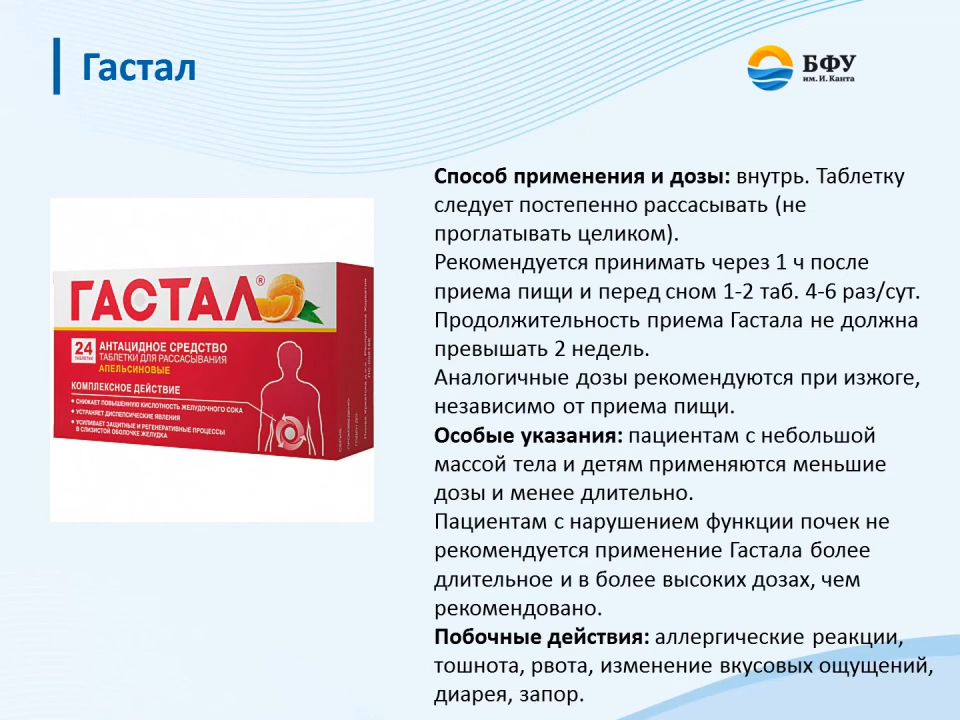 Гастал
БФУ
им. И. Канта
ГАСТАЛ®
24
ТАБЛЕТКИ
АНТАЦИДНОЕ СРЕДСТВО
ТАБЛЕТКИ ДЛЯ РАССАСЫВАНИЯ
АПЕЛЬСИНОВЫЕ
КОМПЛЕКСНОЕ ДЕЙСТВИЕ
• СНИЖАЕТ ПОВЫШЕННУЮ КИСЛОТНОСТЬ ЖЕЛУДОЧНОГО СОКА
• УСТРАНЯЕТ ДИСПЕПСИЧЕСКИЕ ЯВЛЕНИЯ
• УСИЛИВАЕТ ЗАЩИТНЫЕ И РЕГЕНЕРАТИВНЫЕ ПРОЦЕССЫ
В СЛИЗИСТОЙ ОБОЛОЧКЕ ЖЕЛУДКА
Способ применения и дозы: внутрь. Таблетку
следует постепенно рассасывать (не
проглатывать целиком).
Рекомендуется принимать через 1 ч после
приема пищи и перед сном 1-2 таб. 4-6 раз/сут.
Продолжительность приема Гастала не должна
превышать 2 недель.
Аналогичные дозы рекомендуются при изжоге,
независимо от приема пищи.
Особые указания: пациентам с небольшой
массой тела и детям применяются меньшие
дозы и менее длительно.
Пациентам с нарушением функции почек не
рекомендуется применение Гастала более
длительное и в более высоких дозах, чем
рекомендовано.
Побочные действия: аллергические реакции,
тошнота, рвота, изменение вкусовых ощущений,
диарея, запор.